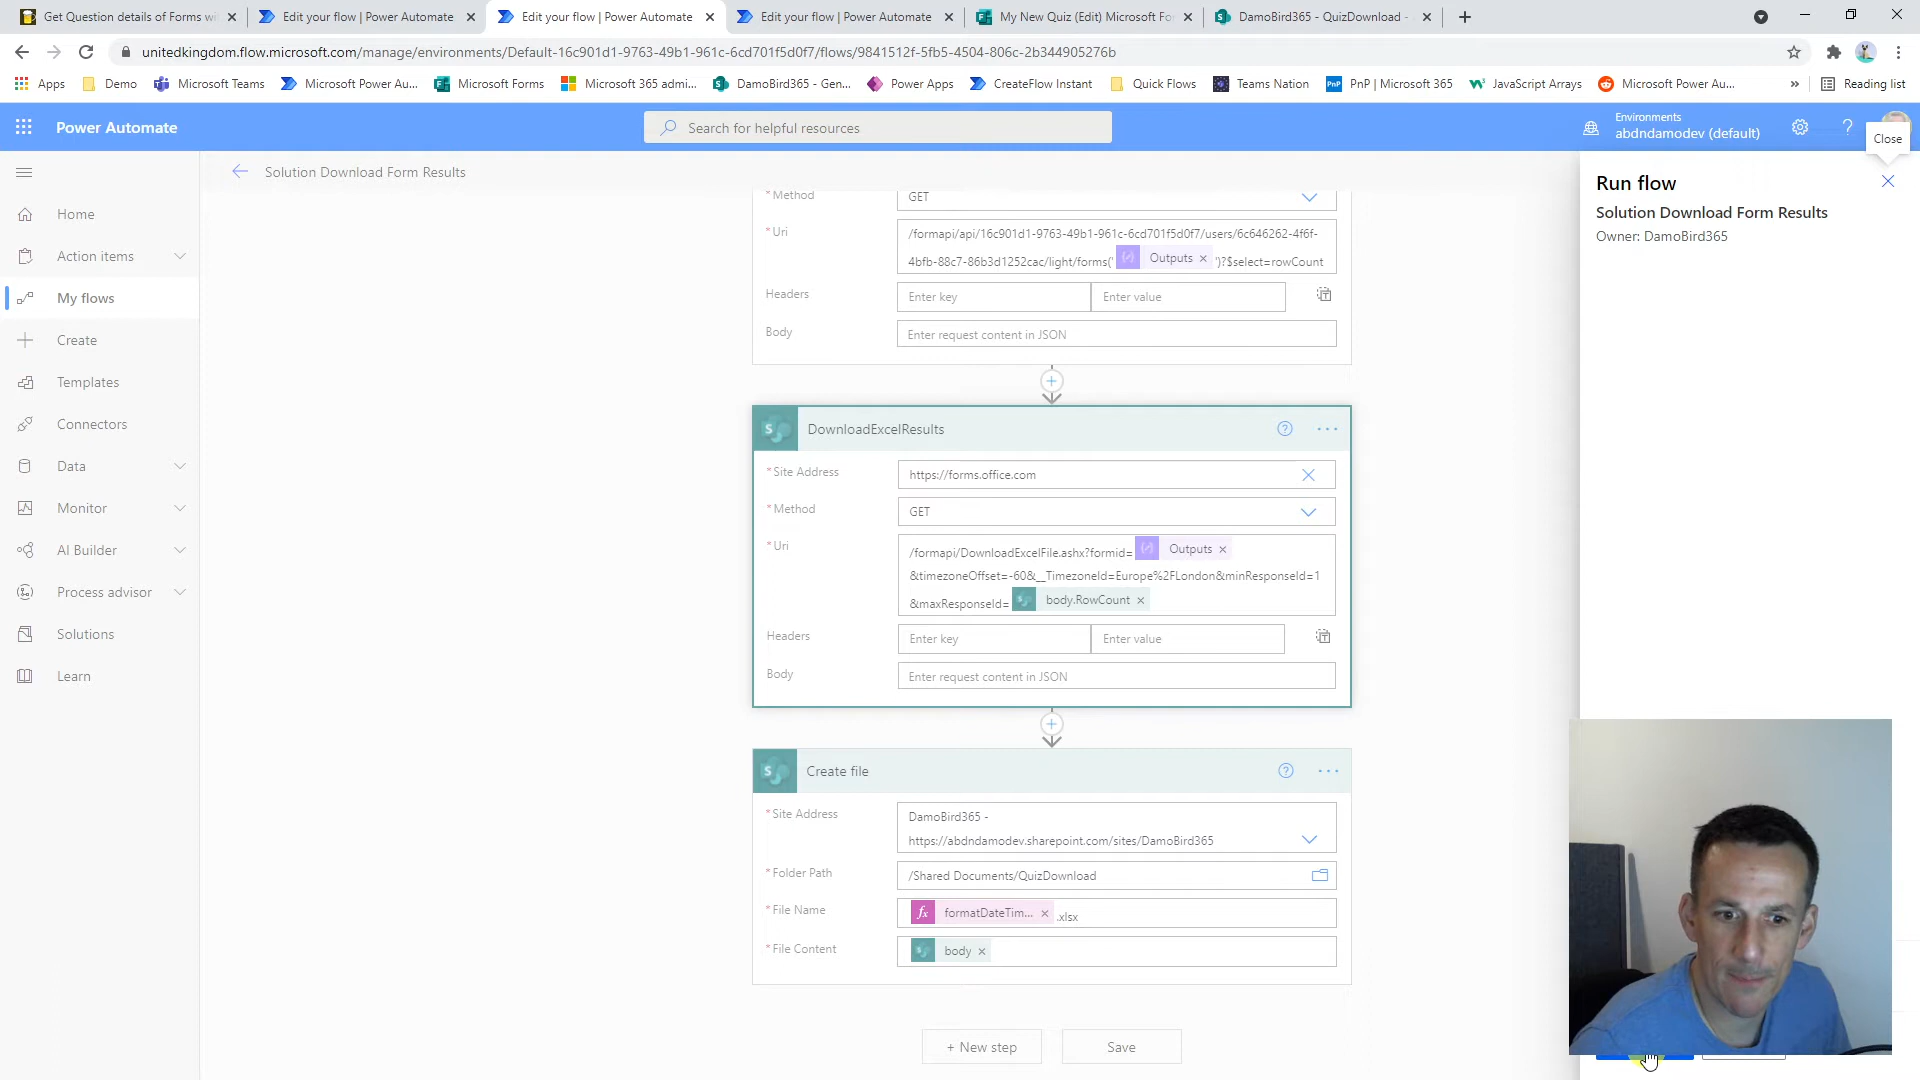 Get Question details of Forms wi
Edit your flow | Power Automate
Edit your flow | Power Automate
Edit your flow | Power Automate
My New Quiz (Edit) Microsoft Fo
DamoBird365 - QuizDownload -
unitedkingdom.flow.microsoft.com/manage/environments/Default-16c901d1-9763-49b1-961c-6cd701f5d0f7/flows/9841512f-5fb5-4504-806c-2b344905276b
Apps
Demo
Microsoft Teams
Microsoft Power Au...
Microsoft Forms
Microsoft 365 admi...
DamoBird365 - Gen...
Power Apps
CreateFlow Instant
Quick Flows
Teams Nation
PnP | Microsoft 365
JavaScript Arrays
Microsoft Power Au...
Reading list
Power Automate
Search for helpful resources
Environments
abdndamodev (default)
Close
Solution Download Form Results
Home
Action items
My flows
Create
Templates
Connectors
Data
Monitor
AI Builder
Process advisor
Solutions
Learn
* Method
GET
* Uri
/formapi/api/16c901d1-9763-49b1-961c-6cd701f5d0f7/users/6c646262-4f6f-
4bfb-88c7-86b3d1252cac/light/forms(' Outputs ')?$select=rowCount
Headers
Enter key
Enter value
Body
Enter request content in JSON
DownloadExcelResults
* Site Address
https://forms.office.com
* Method
GET
* Uri
/formapi/DownloadExcelFile.ashx?formid= Outputs
&timezoneOffset=-60&__TimezoneId=Europe%2FLondon&minResponseId=1
&maxResponseId= body.RowCount
Headers
Enter key
Enter value
Body
Enter request content in JSON
Create file
* Site Address
DamoBird365 -
https://abdndamodev.sharepoint.com/sites/DamoBird365
* Folder Path
/Shared Documents/QuizDownload
* File Name
fx formatDateTim... .xlsx
* File Content
body
+ New step
Save
Run flow
Solution Download Form Results
Owner: DamoBird365